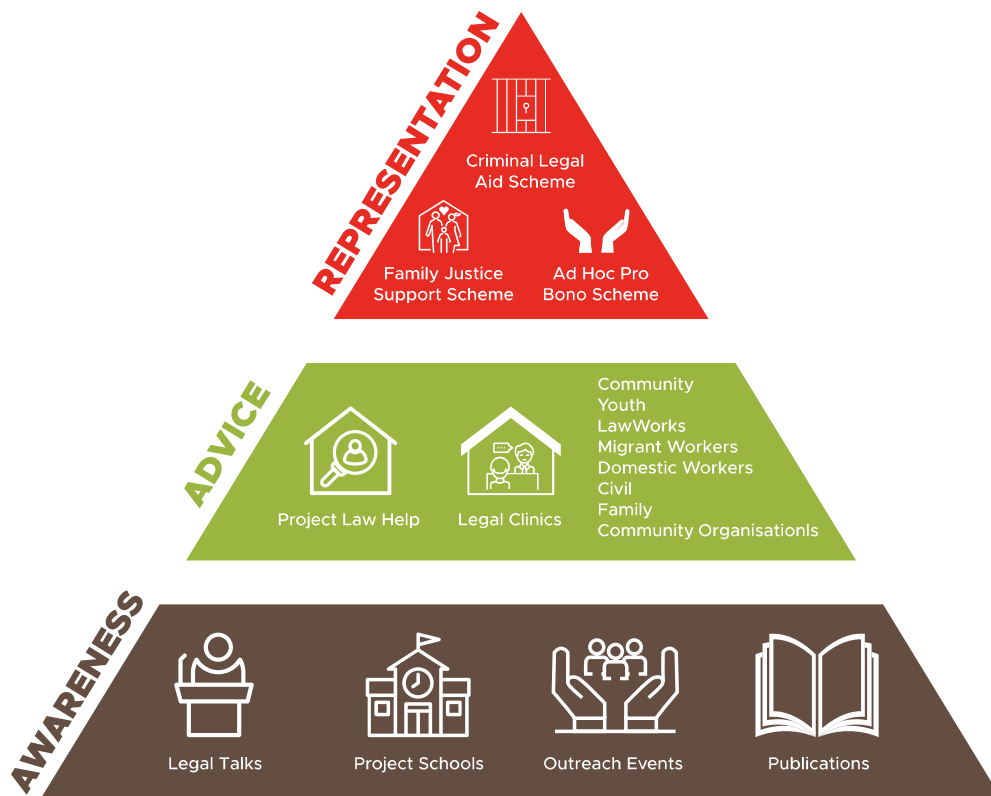 REPRESENTATION
Criminal Legal
Aid Scheme
Family Justice
Support Scheme
Ad Hoc Pro
Bono Scheme
ADVICE
Project Law Help
Legal Clinics
Community
Youth
LawWorks
Migrant Workers
Domestic Workers
Civil
Family
Community Organisationls
AWARENESS
Legal Talks
Project Schools
Outreach Events
Publications